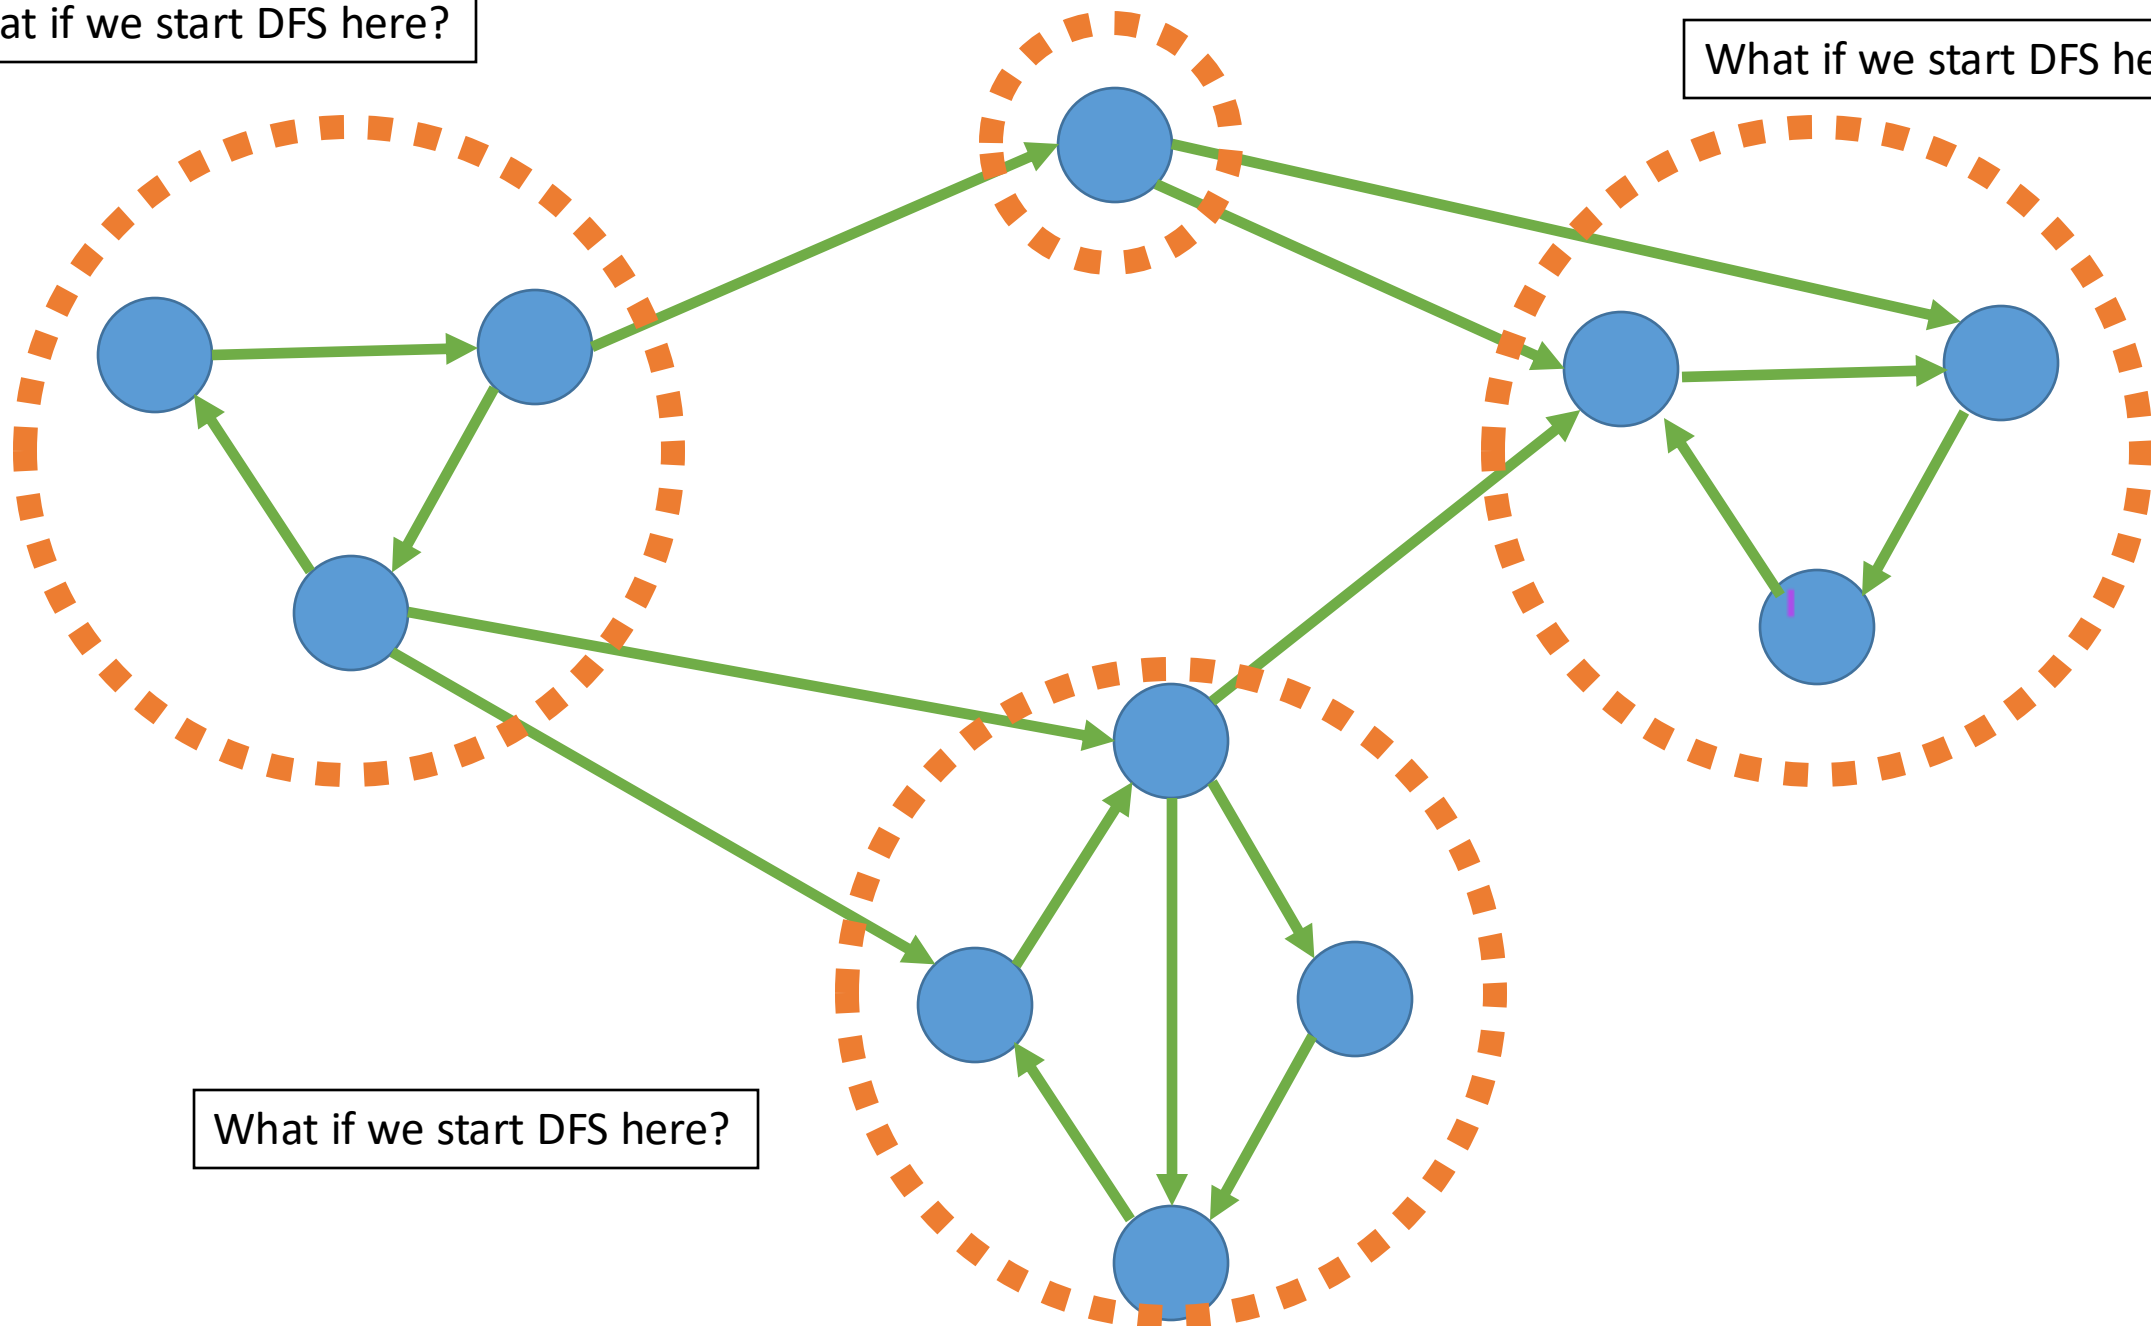 at if we start DFS here?
What if we start DFS he
What if we start DFS here?